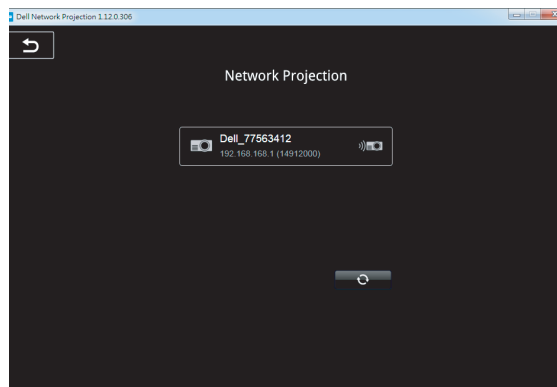 Dell Network Projection 1.12.0.306
Network Projection
Dell_77563412
192.168.168.1 (14912000)